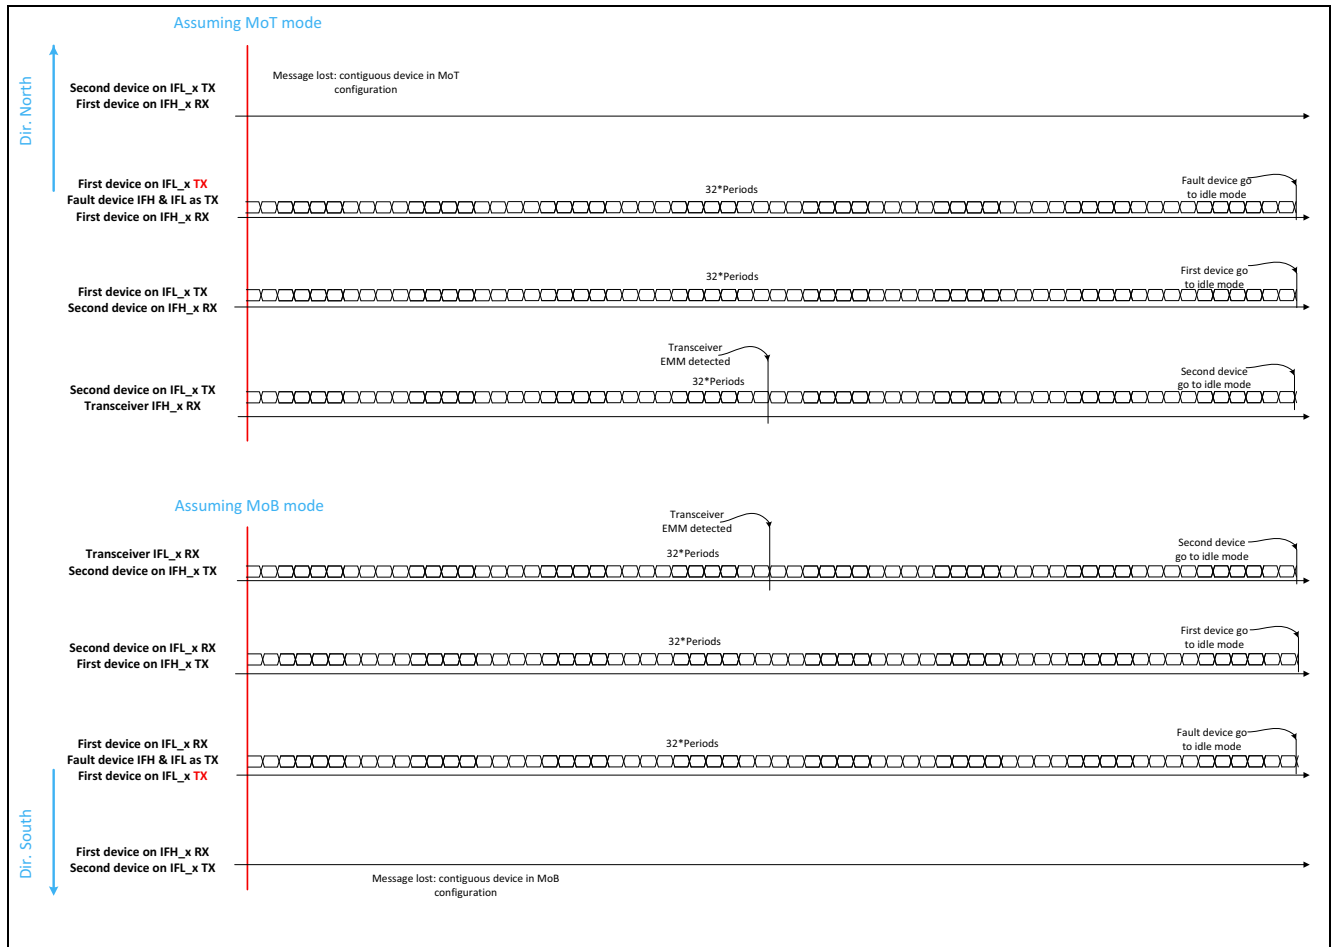 Assuming MoT mode
Dir. North
Second device on IFL_x TX
First device on IFH_x RX
Message lost: contiguous device in MoT
configuration
First device on IFL_x TX
Fault device IFH & IFL as TX
First device on IFH_x RX
32*Periods
Fault device go
to idle mode
First device on IFL_x TX
Second device on IFH_x RX
32*Periods
First device go
to idle mode
Transceiver
EMM detected
Second device on IFL_x TX
Transceiver IFH_x RX
32*Periods
Second device
go to idle mode
Assuming MoB mode
Transceiver
EMM detected
Transceiver IFL_x RX
Second device on IFH_x TX
32*Periods
Second device
go to idle mode
Second device on IFL_x RX
First device on IFH_x TX
32*Periods
First device go
to idle mode
First device on IFL_x RX
Fault device IFH & IFL as TX
First device on IFL_x TX
32*Periods
Fault device go
to idle mode
Dir. South
First device on IFH_x RX
Second device on IFL_x TX
Message lost: contiguous device in MoB
configuration